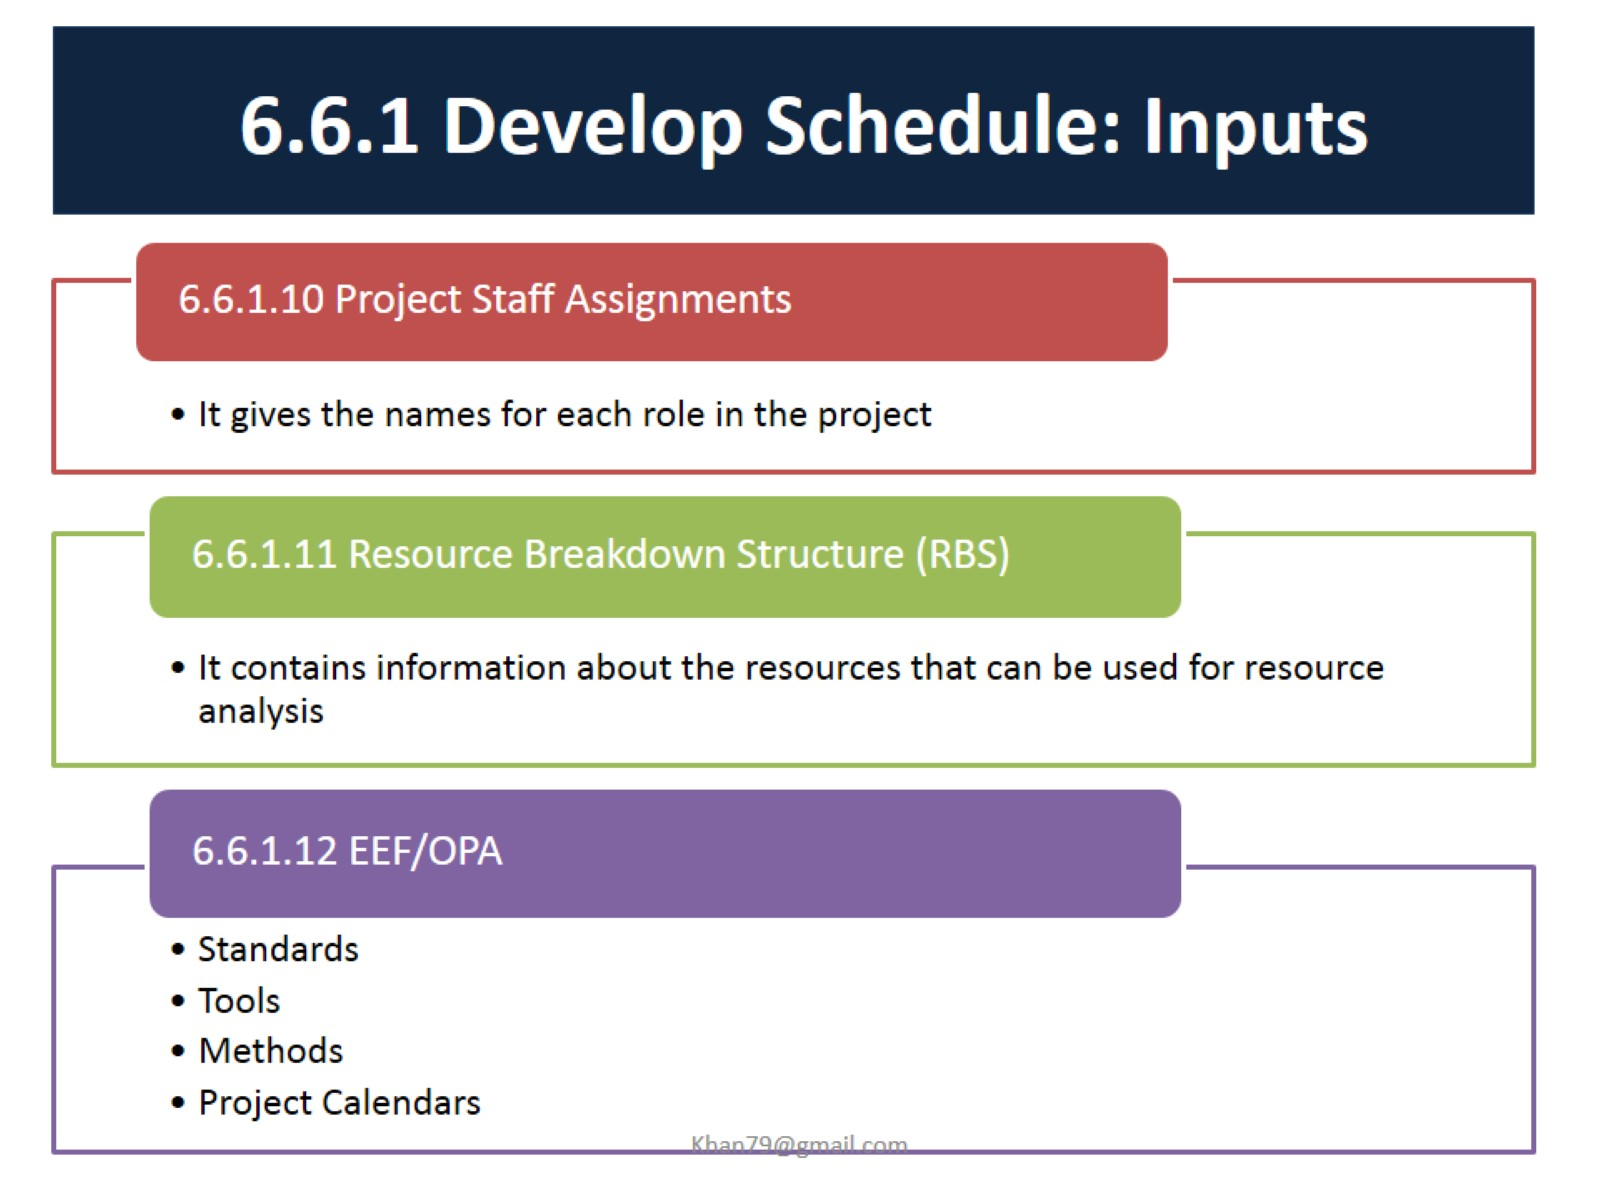 6.6.1 Develop Schedule: Inputs
6.6.1.10 Project Staff Assignments
• It gives the names for each role in the project
6.6.1.11 Resource Breakdown Structure (RBS)
• It contains information about the resources that can be used for resource
analysis
6.6.1.12 EEF/OPA
• Standards
• Tools
• Methods
• Project Calendars
Khan79@gmail.com